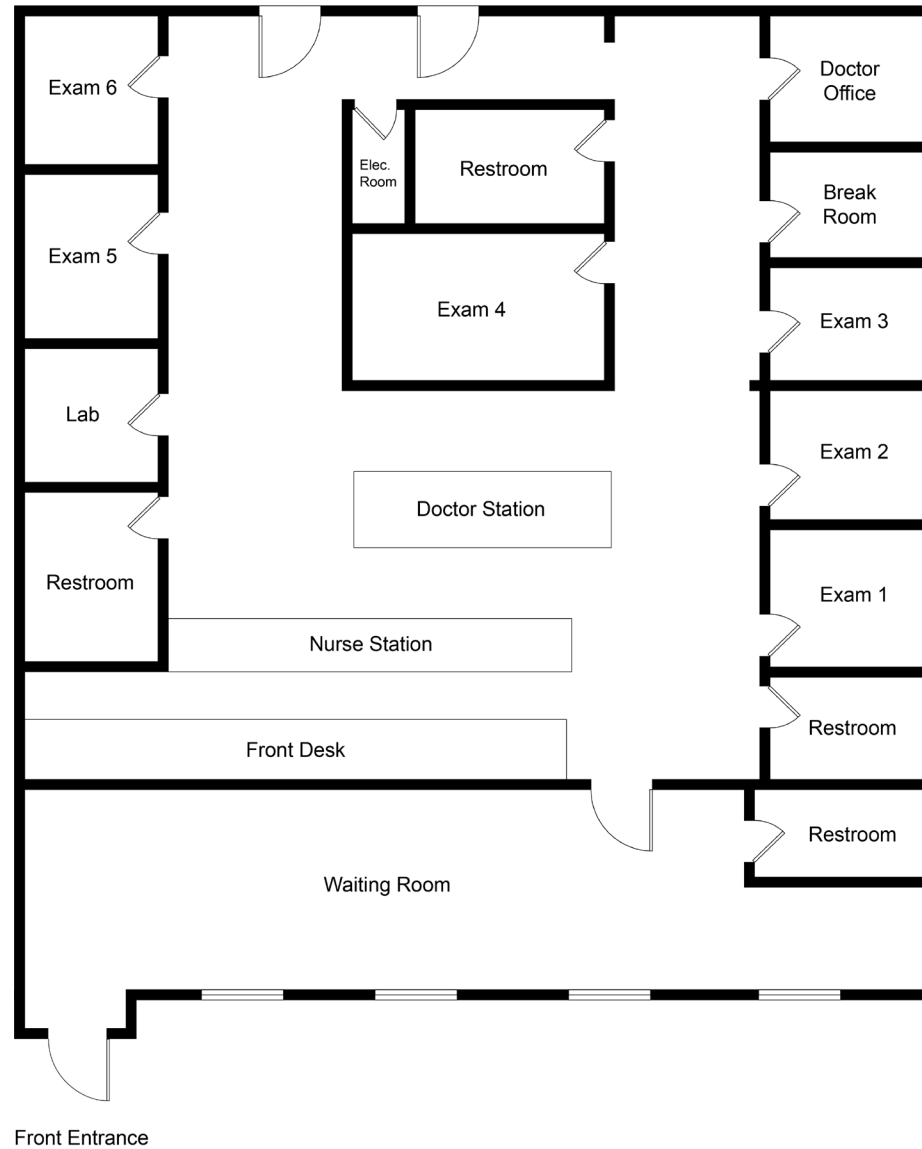 Exam 6
Doctor
Office
Elec.
Room
Restroom
Break
Room
Exam 5
Exam 4
Exam 3
Lab
Exam 2
Doctor Station
Restroom
Exam 1
Nurse Station
Restroom
Front Desk
Restroom
Waiting Room
Front Entrance